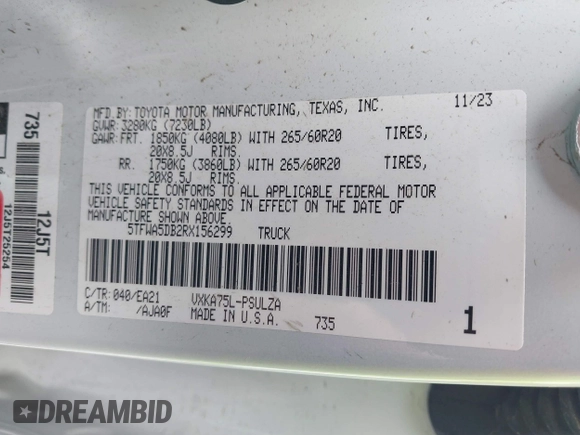 MFD.BY:TOYOTA MOTOR MANUFACTURING, TEXAS, INC. 11/23
GVWR:3280KG (7230LB)
GAWR:FRT. 1850KG (4080LB) WITH 265/60R20 TIRES,
20X8.5J RIMS.
RR. 1750KG (3860LB) WITH 265/60R20 TIRES,
20X8.5J RIMS.
THIS VEHICLE CONFORMS TO ALL APPLICABLE FEDERAL MOTOR
VEHICLE SAFETY STANDARDS IN EFFECT ON THE DATE OF
MANUFACTURE SHOWN ABOVE.
5TFWA5DB2RX156299 TRUCK
C/TR:040/EA21 VXKA75L-PSULZA
A/TM: /AJA0F MADE IN U.S.A. 735 1
735 12J5T
12J5T25254
DREAMBID